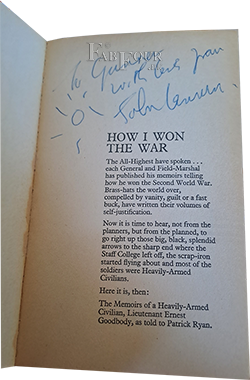 FAB FOUR
To
with love from
John Lennon
HOW I WON
THE WAR
The All-Highest have spoken . . .
each General and Field-Marshal
has published his memoirs telling
how he won the Second World War.
Brass-hats the world over,
compelled by vanity, guilt or a fast
buck, have written their volumes of
self-justification.
Now it is time to hear, not from the
planners, but from the planned, to
go right up those big, black, splendid
arrows to the sharp end where the
Staff College left off, the scrap-iron
started flying about and most of the
soldiers were Heavily-Armed
Civilians.
Here it is, then:
The Memoirs of a Heavily-Armed
Civilian, Lieutenant Ernest
Goodbody, as told to Patrick Ryan.